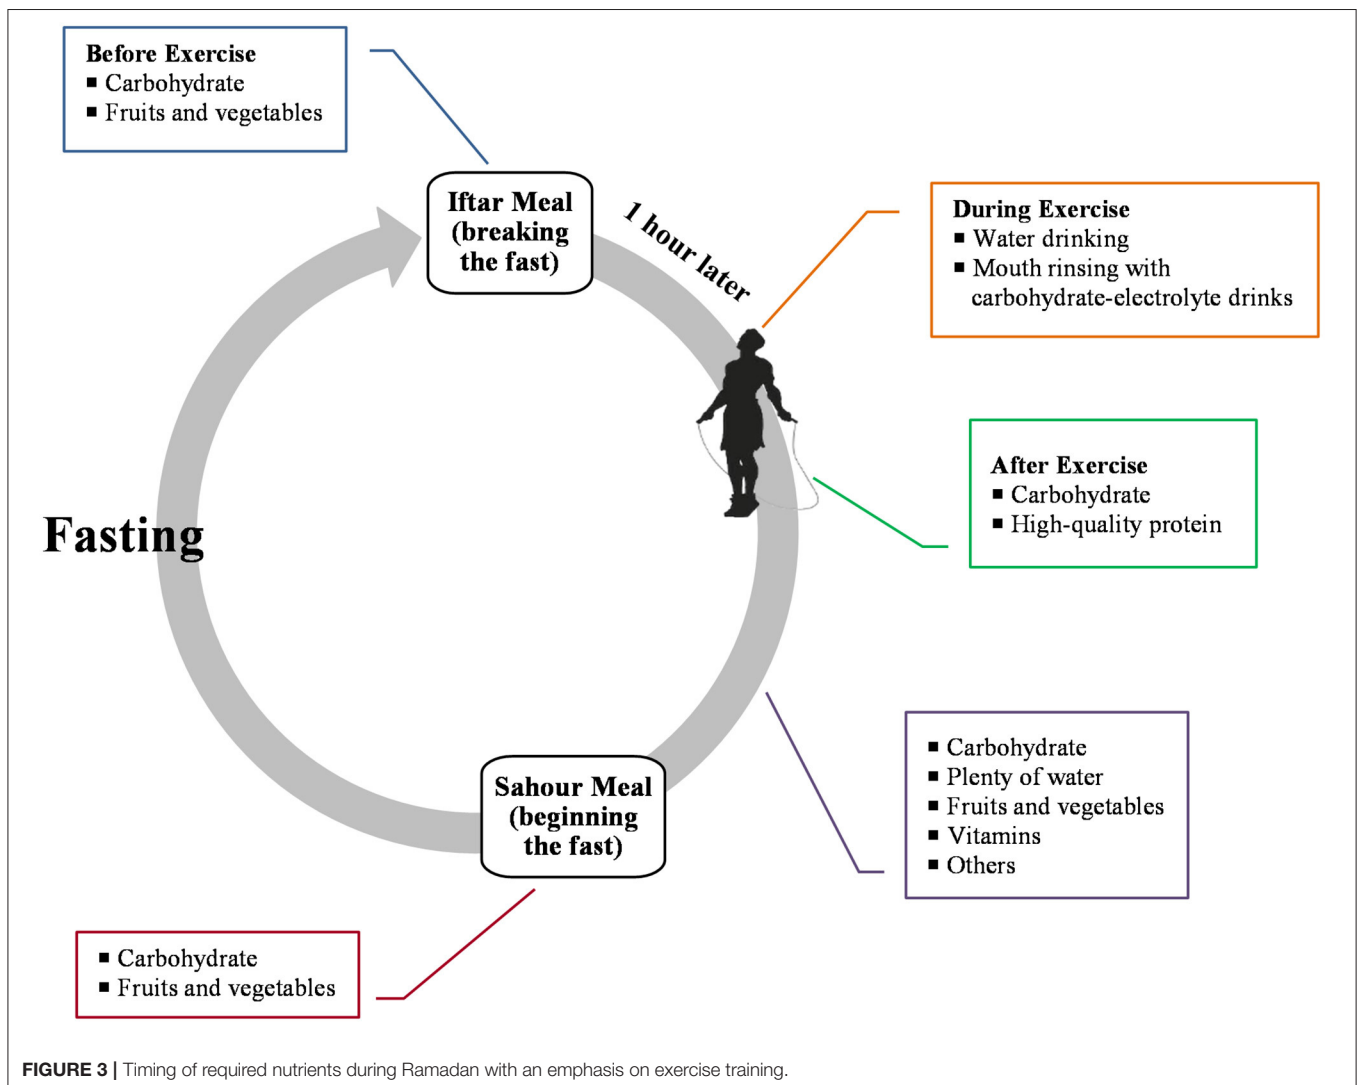 Before Exercise
▪ Carbohydrate
▪ Fruits and vegetables
Iftar Meal
(breaking
the fast)
1 hour later
During Exercise
▪ Water drinking
▪ Mouth rinsing with
carbohydrate-electrolyte drinks
After Exercise
▪ Carbohydrate
▪ High-quality protein
Fasting
▪ Carbohydrate
▪ Plenty of water
▪ Fruits and vegetables
▪ Vitamins
▪ Others
Sahour Meal
(beginning
the fast)
▪ Carbohydrate
▪ Fruits and vegetables
FIGURE 3 | Timing of required nutrients during Ramadan with an emphasis on exercise training.